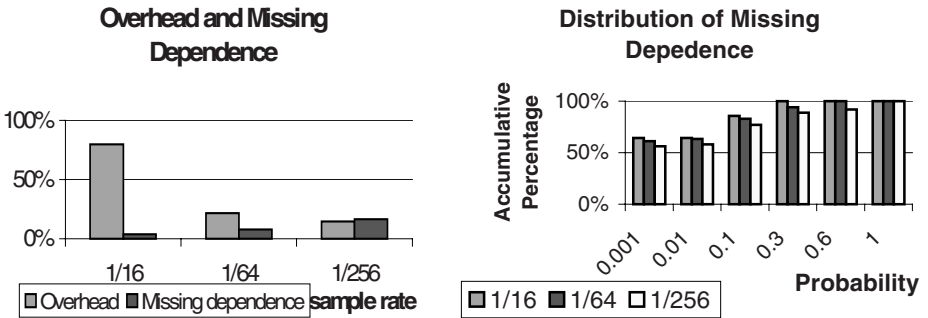 Overhead and Missing
Dependence
100%
50%
0%
1/16 1/64 1/256
Overhead Missing dependence sample rate
Distribution of Missing
Depedence
Accumulative
Percentage
100%
50%
0%
0.001 0.01 0.1 0.3 0.6 1
Probability
1/16 1/64 1/256